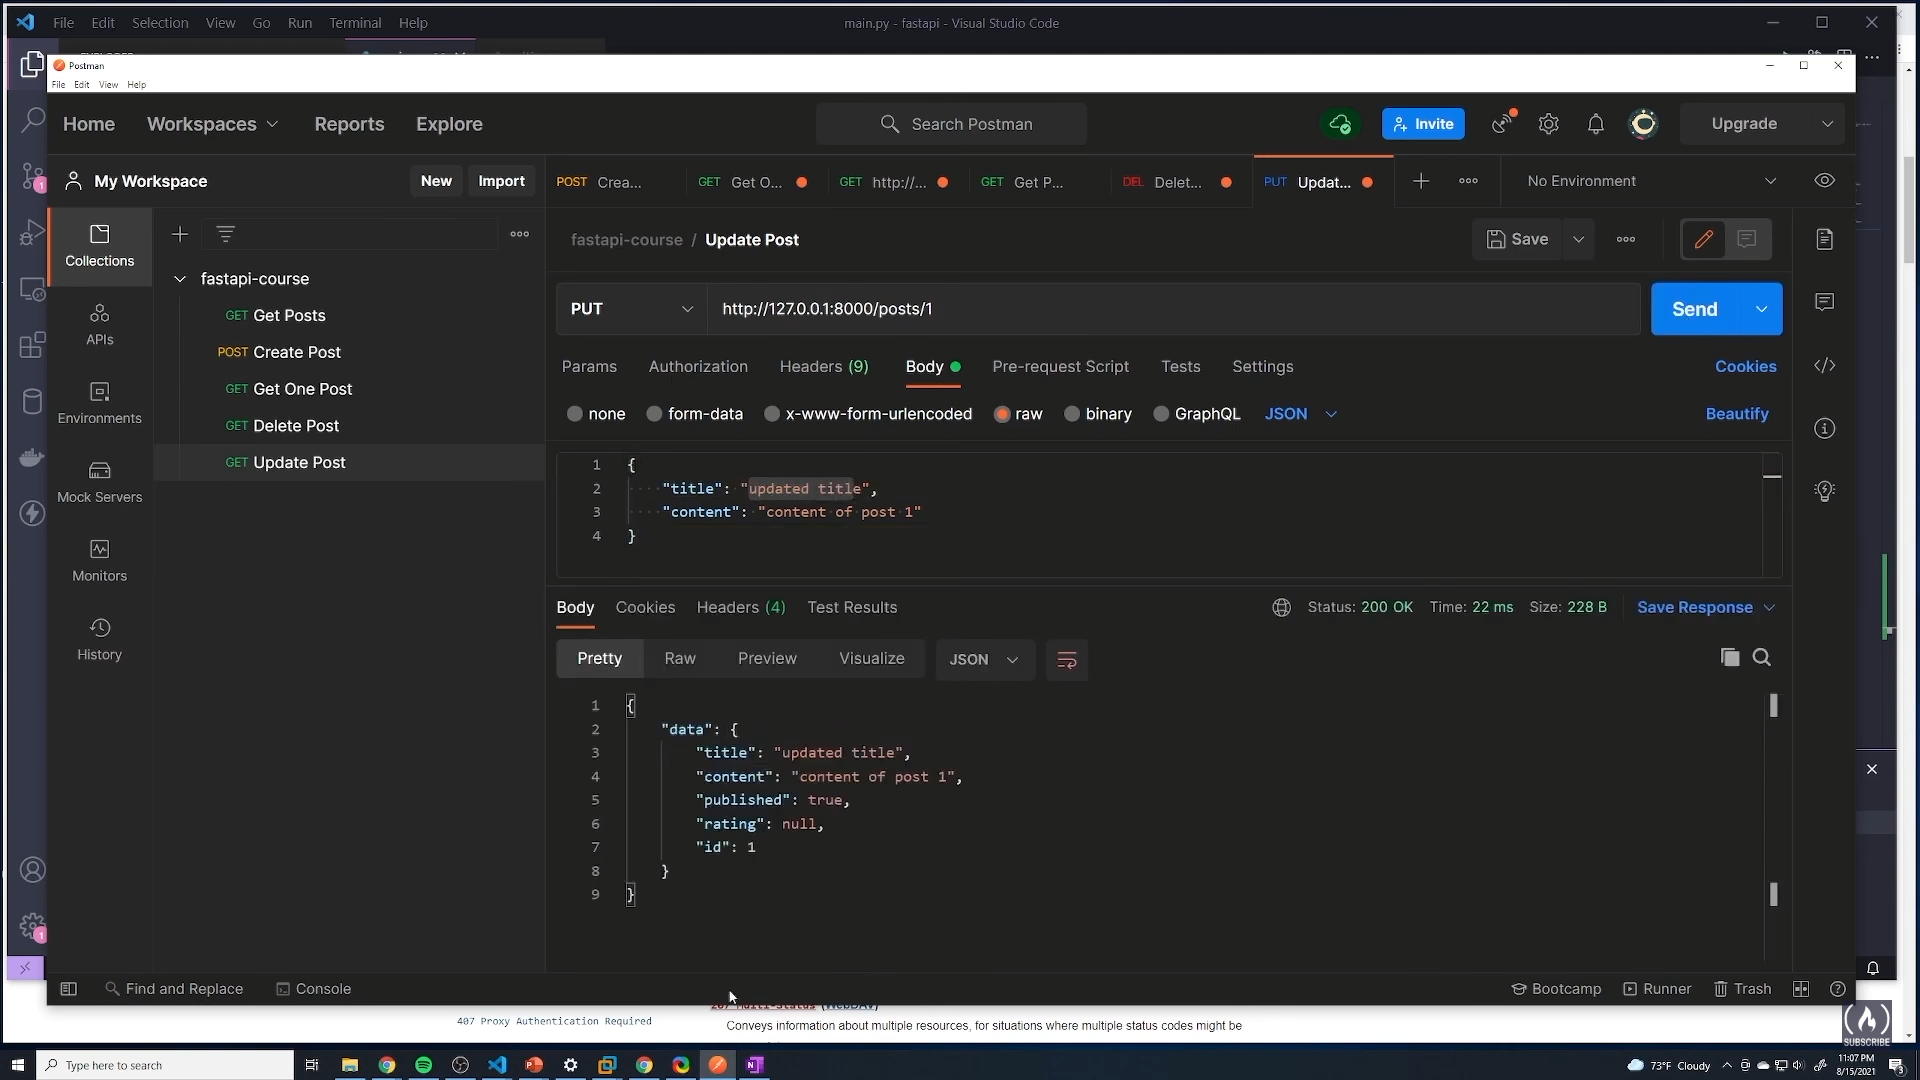 File Edit Selection View Go Run Terminal Help
main.py - fastapi - Visual Studio Code
Postman
File Edit View Help
Home Workspaces Reports Explore
Search Postman
Invite
Upgrade
My Workspace
New Import
POST Crea...
GET Get O...
GET http://...
GET Get P...
DEL Delet...
PUT Updat...
No Environment
Collections
APIs
Environments
Mock Servers
Monitors
History
fastapi-course
GET Get Posts
POST Create Post
GET Get One Post
GET Delete Post
GET Update Post
fastapi-course / Update Post
Save
PUT http://127.0.0.1:8000/posts/1
Send
Params Authorization Headers (9) Body Pre-request Script Tests Settings
Cookies
none form-data x-www-form-urlencoded raw binary GraphQL JSON
Beautify
1 {
2 "title": "updated title",
3 "content": "content of post 1"
4 }
Body Cookies Headers (4) Test Results
Status: 200 OK Time: 22 ms Size: 228 B Save Response
Pretty Raw Preview Visualize JSON
1 {
2 "data": {
3 "title": "updated title",
4 "content": "content of post 1",
5 "published": true,
6 "rating": null,
7 "id": 1
8 }
9 }
Find and Replace Console
Bootcamp Runner Trash
407 Proxy Authentication Required
Conveys information about multiple resources, for situations where multiple status codes might be
SUBSCRIBE
Type here to search
73°F Cloudy
11:07 PM
8/15/2021